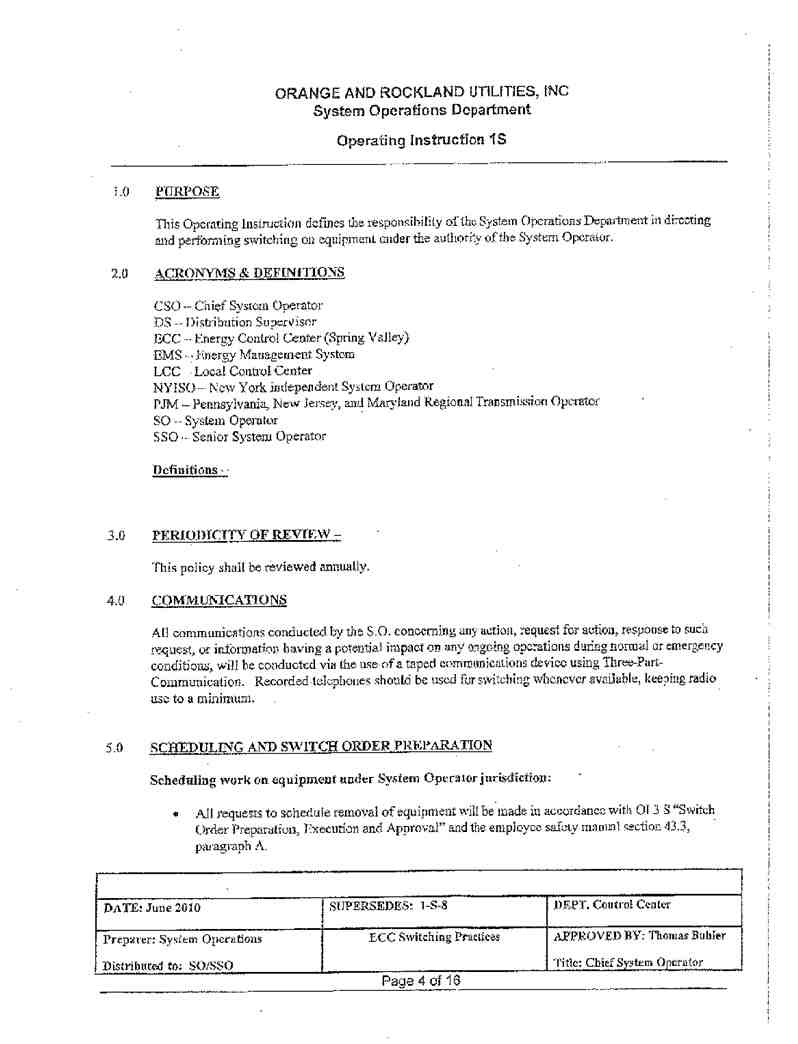 ORANGE AND ROCKLAND UTILITIES, INC
System Operations Department
Operating Instruction 1S
1.0 PURPOSE
This Operating Instruction defines the responsibility of the System Operations Department in directing
and performing switching on equipment under the authority of the System Operator.
2.0 ACRONYMS & DEFINITIONS
CSO – Chief System Operator
DS – Distribution Supervisor
ECC – Energy Control Center (Spring Valley)
EMS – Energy Management System
LCC – Local Control Center
NYISO – New York independent System Operator
PJM – Pennsylvania, New Jersey, and Maryland Regional Transmission Operator
SO – System Operator
SSO – Senior System Operator
Definitions –
3.0 PERIODICITY OF REVIEW –
This policy shall be reviewed annually.
4.0 COMMUNICATIONS
All communications conducted by the S.O. concerning any action, request for action, response to such
request, or information having a potential impact on any ongoing operations during normal or emergency
conditions, will be conducted via the use of a taped communications device using Three-Part-
Communication. Recorded telephones should be used for switching whenever available, keeping radio
use to a minimum.
5.0 SCHEDULING AND SWITCH ORDER PREPARATION
Scheduling work on equipment under System Operator jurisdiction:
• All requests to schedule removal of equipment will be made in accordance with OI 3 S “Switch
Order Preparation, Execution and Approval” and the employee safety manual section 43.3,
paragraph A.
DATE: June 2010 SUPERSEDES: 1-S-8 DEPT. Control Center
Preparer: System Operations ECC Switching Practices APPROVED BY: Thomas Buhler
Distributed to: SO/SSO Title: Chief System Operator
Page 4 of 16